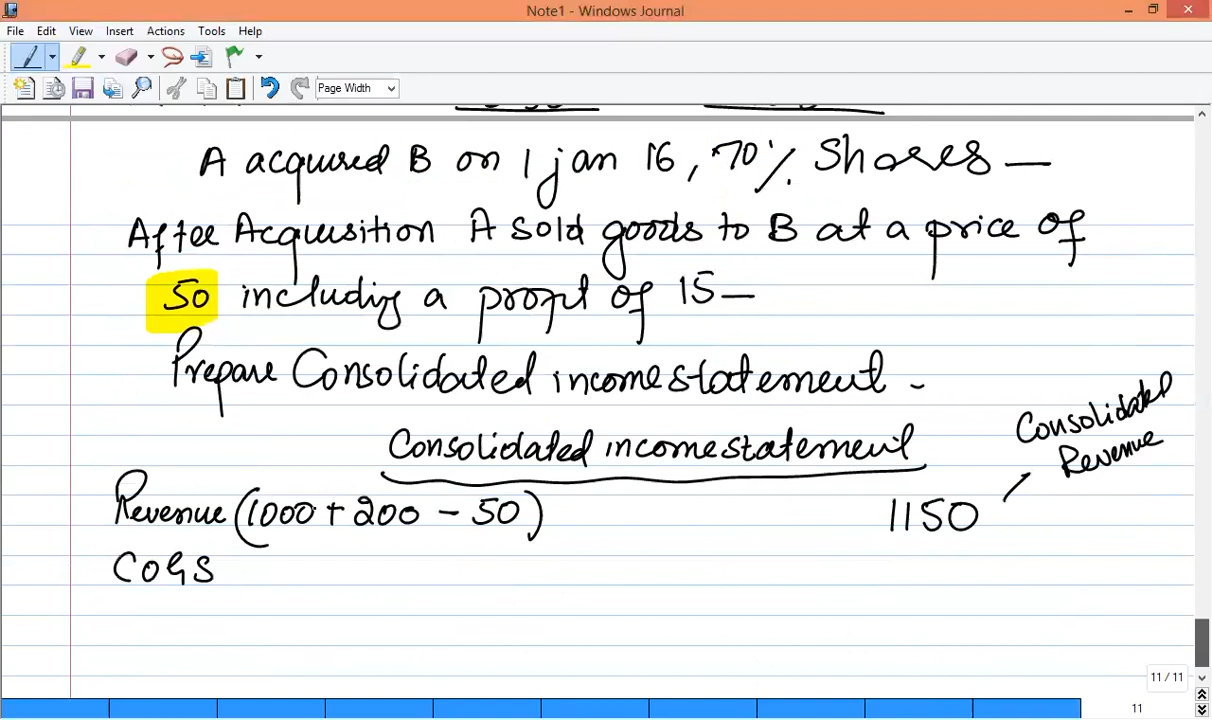 Note1 - Windows Journal
File Edit View Insert Actions Tools Help
Page Width
A acquired B on 1 jan 16, 70% Shares —
After Acquisition A sold goods to B at a price of
50 including a profit of 15 —
Prepare Consolidated income statement -
Consolidated income statement
Consolidated
Revenue
Revenue (1000 + 200 - 50) 1150
COGS
11 / 11
11